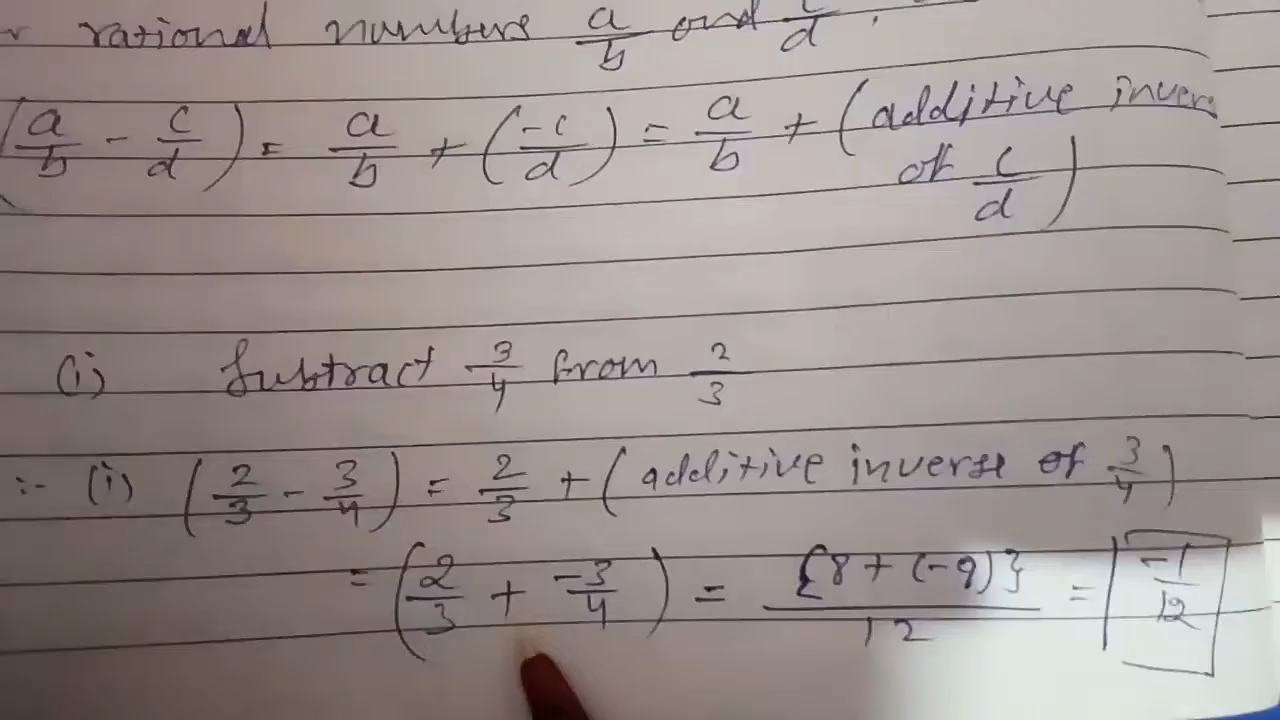 rational numbers a/b and c/d.
(a/b - c/d) = a/b + (-c/d) = a/b + (additive invers
of c/d)
(i) Subtract 3/4 from 2/3
:- (i) (2/3 - 3/4) = 2/3 + (additive inverse of 3/4)
= (2/3 + -3/4) = {8+(-9)}/12 = -1/12